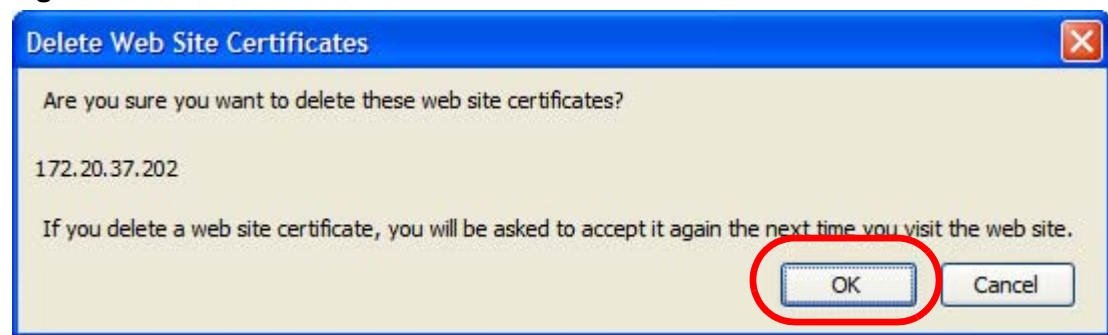 Delete Web Site Certificates
Are you sure you want to delete these web site certificates?
172.20.37.202
If you delete a web site certificate, you will be asked to accept it again the next time you visit the web site.
OK Cancel